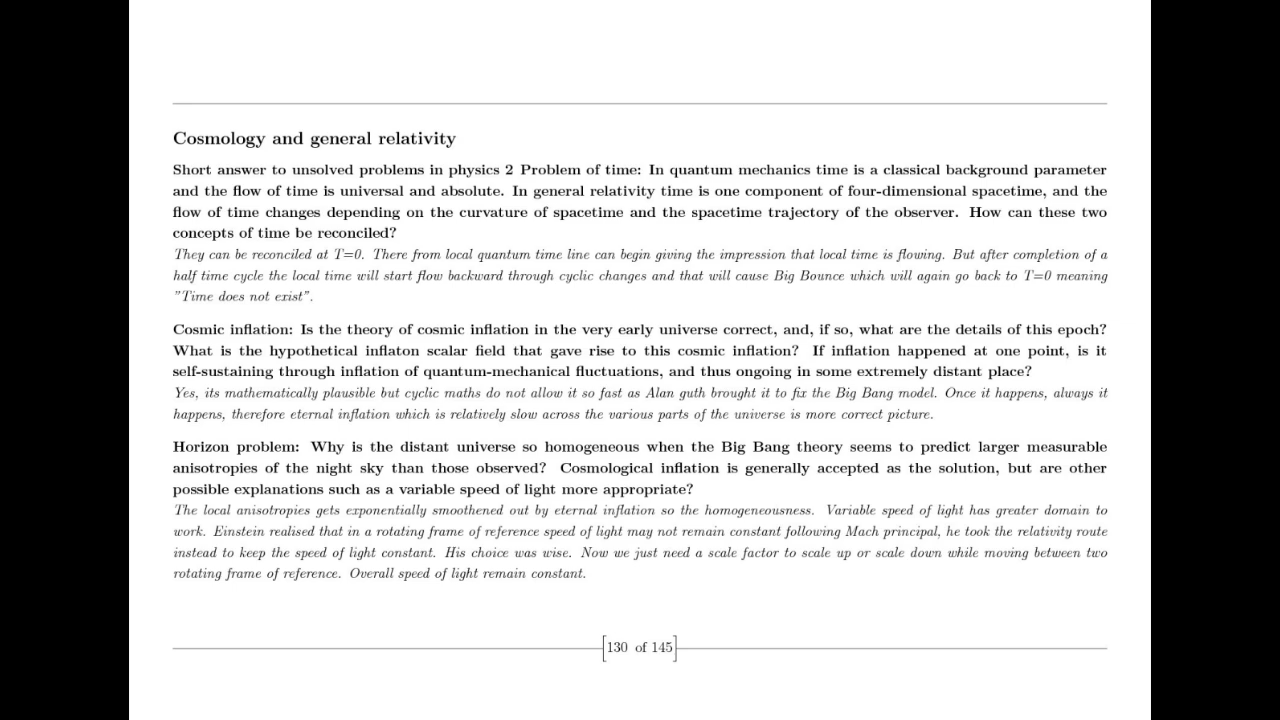 Cosmology and general relativity
Short answer to unsolved problems in physics 2 Problem of time: In quantum mechanics time is a classical background parameter
and the flow of time is universal and absolute. In general relativity time is one component of four-dimensional spacetime, and the
flow of time changes depending on the curvature of spacetime and the spacetime trajectory of the observer. How can these two
concepts of time be reconciled?
They can be reconciled at T=0. There from local quantum time line can begin giving the impression that local time is flowing. But after completion of a
half time cycle the local time will start flow backward through cyclic changes and that will cause Big Bounce which will again go back to T=0 meaning
"Time does not exist".
Cosmic inflation: Is the theory of cosmic inflation in the very early universe correct, and, if so, what are the details of this epoch?
What is the hypothetical inflaton scalar field that gave rise to this cosmic inflation? If inflation happened at one point, is it
self-sustaining through inflation of quantum-mechanical fluctuations, and thus ongoing in some extremely distant place?
Yes, its mathematically plausible but cyclic maths do not allow it so fast as Alan guth brought it to fix the Big Bang model. Once it happens, always it
happens, therefore eternal inflation which is relatively slow across the various parts of the universe is more correct picture.
Horizon problem: Why is the distant universe so homogeneous when the Big Bang theory seems to predict larger measurable
anisotropies of the night sky than those observed? Cosmological inflation is generally accepted as the solution, but are other
possible explanations such as a variable speed of light more appropriate?
The local anisotropies gets exponentially smoothened out by eternal inflation so the homogeneousness. Variable speed of light has greater domain to
work. Einstein realised that in a rotating frame of reference speed of light may not remain constant following Mach principal, he took the relativity route
instead to keep the speed of light constant. His choice was wise. Now we just need a scale factor to scale up or scale down while moving between two
rotating frame of reference. Overall speed of light remain constant.
130 of 145